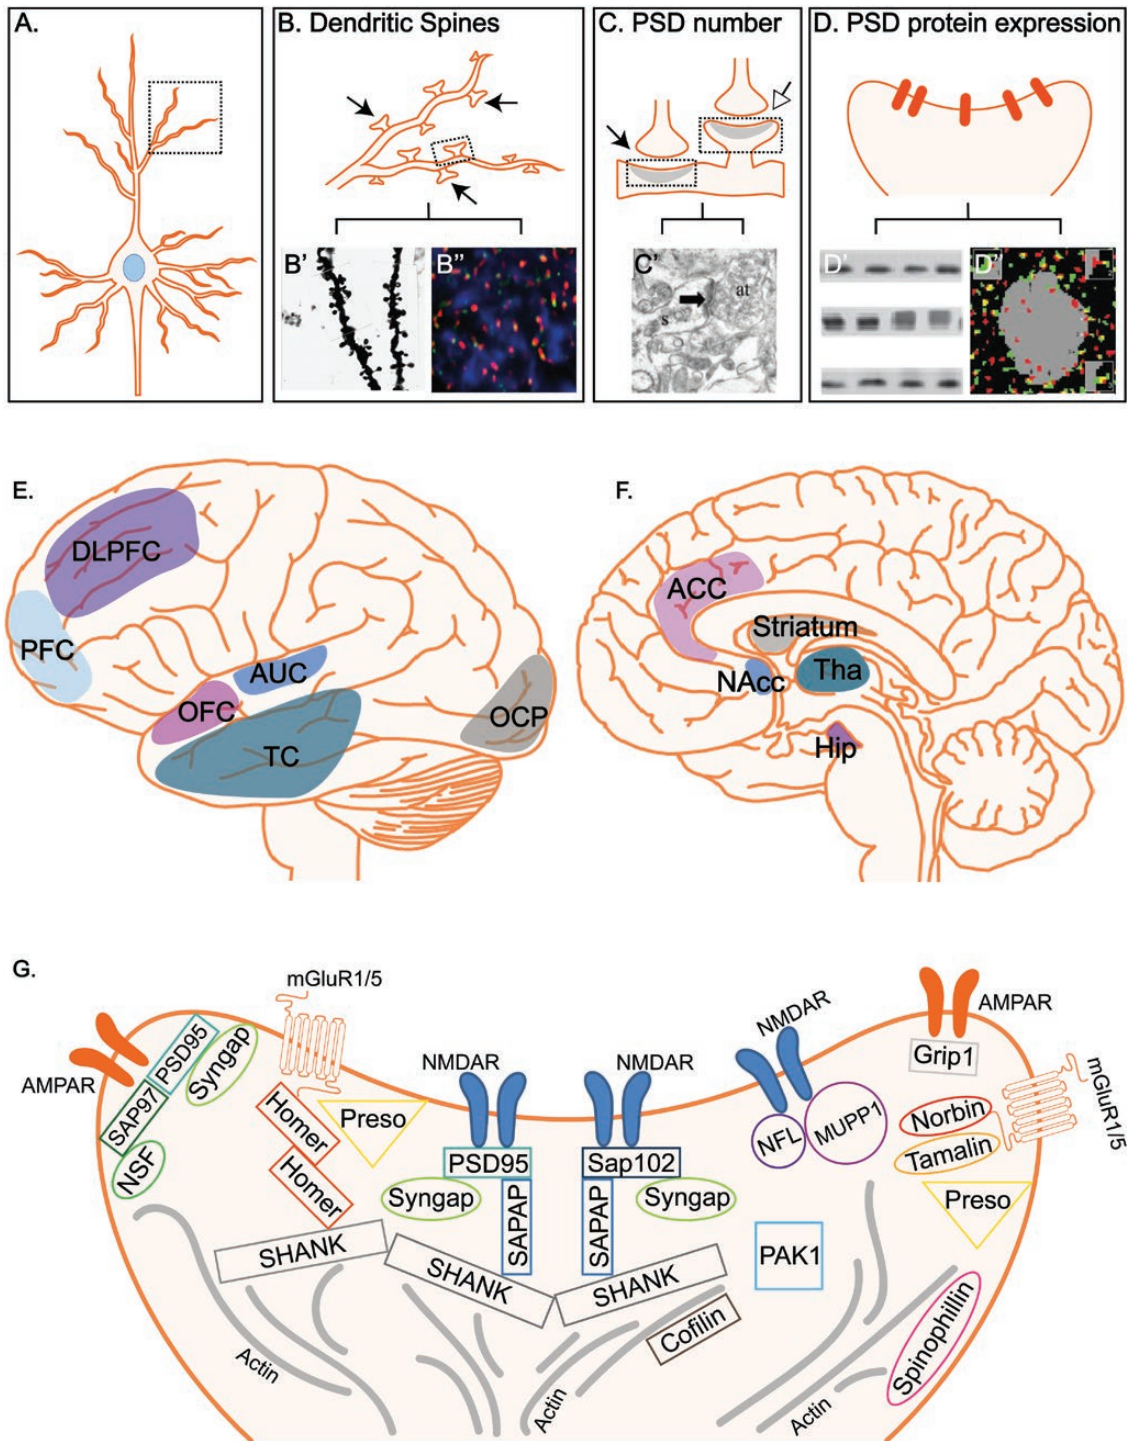 A.
B. Dendritic Spines
C. PSD number
D. PSD protein expression
B'
B''
C'
at
s
D'
D''
E.
DLPFC
PFC
AUC
OFC
TC
OCP
F.
ACC
Striatum
NAcc
Tha
Hip
G.
mGluR1/5
AMPAR
PSD95
Syngap
SAP97
NSF
Homer
Homer
Preso
NMDAR
PSD95
Syngap
SAPAP
NMDAR
Sap102
SAPAP
Syngap
NMDAR
NFL
MUPP1
AMPAR
Grip1
mGluR1/5
Norbin
Tamalin
Preso
SHANK
SHANK
SHANK
PAK1
Cofilin
Spinophillin
Actin
Actin
Actin